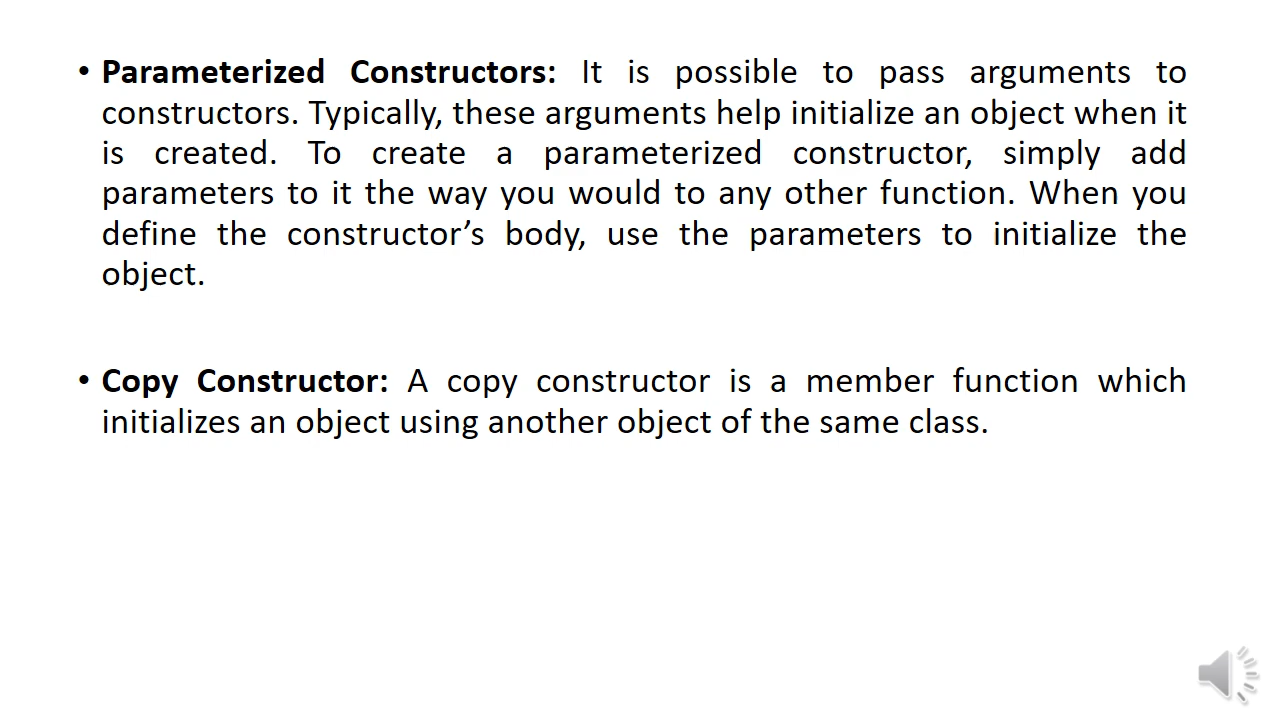 • Parameterized Constructors: It is possible to pass arguments to
constructors. Typically, these arguments help initialize an object when it
is created. To create a parameterized constructor, simply add
parameters to it the way you would to any other function. When you
define the constructor’s body, use the parameters to initialize the
object.
• Copy Constructor: A copy constructor is a member function which
initializes an object using another object of the same class.